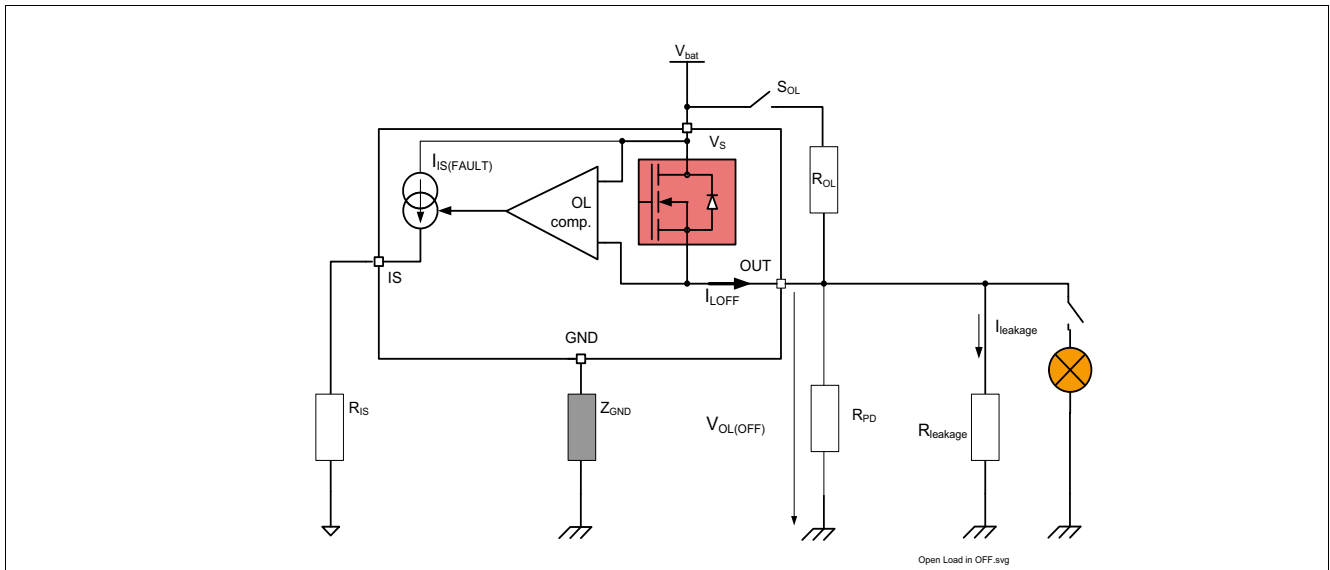 Vbat
SOL
VS
IIS(FAULT)
ROL
OL
comp.
OUT
IS
ILOFF
Ileakage
GND
RIS
ZGND
VOL(OFF)
RPD
Rleakage
Open Load in OFF.svg